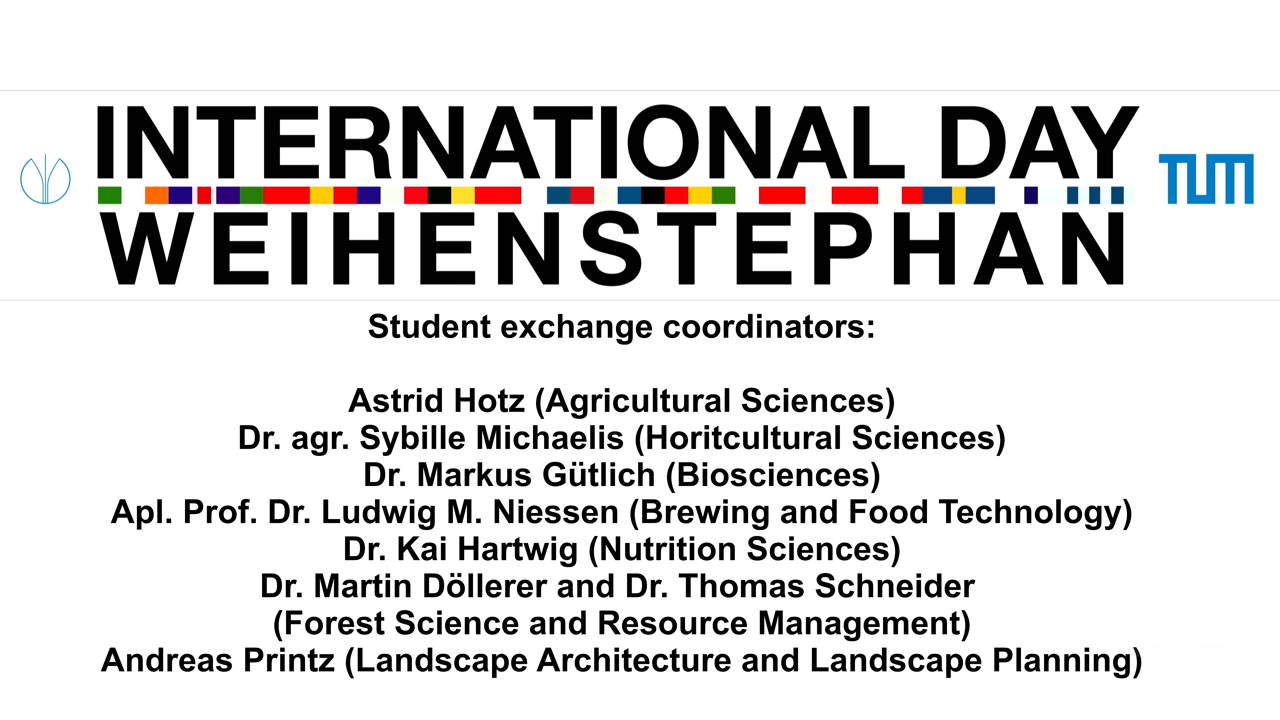 INTERNATIONAL DAY
TUM
WEIHENSTEPHAN
Student exchange coordinators:
Astrid Hotz (Agricultural Sciences)
Dr. agr. Sybille Michaelis (Horitcultural Sciences)
Dr. Markus Gütlich (Biosciences)
Apl. Prof. Dr. Ludwig M. Niessen (Brewing and Food Technology)
Dr. Kai Hartwig (Nutrition Sciences)
Dr. Martin Döllerer and Dr. Thomas Schneider
(Forest Science and Resource Management)
Andreas Printz (Landscape Architecture and Landscape Planning)